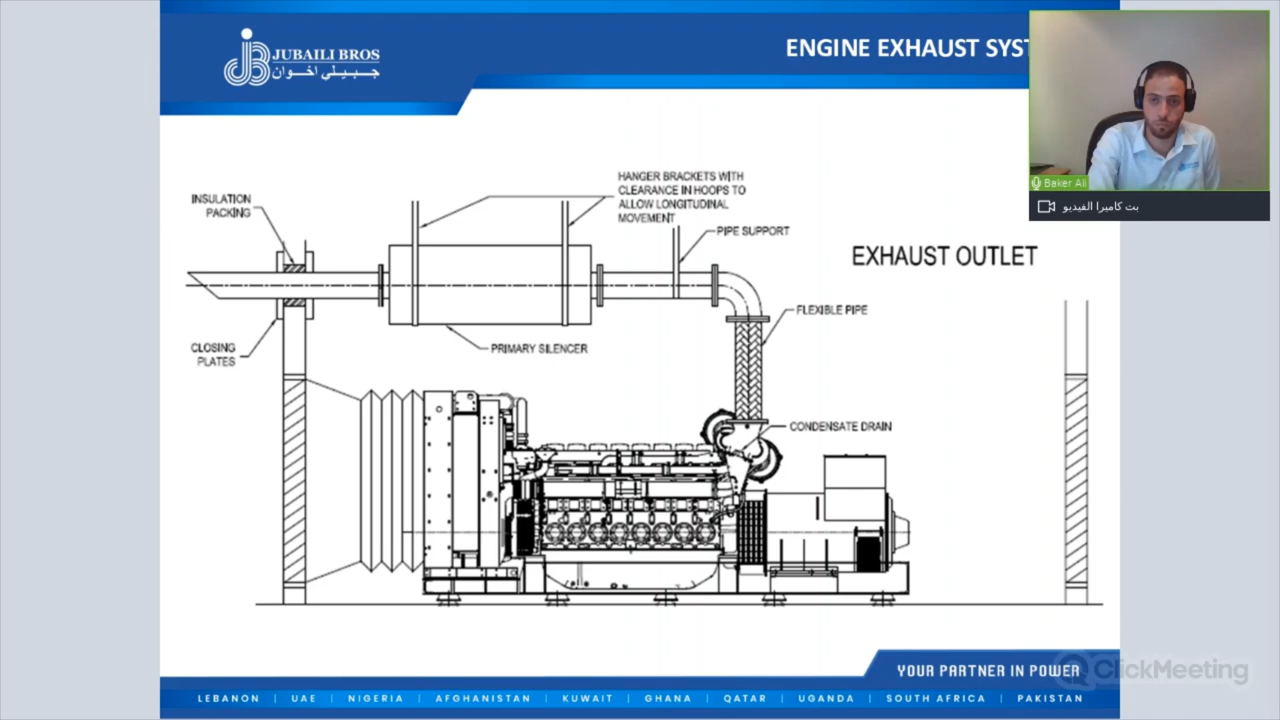 JUBAILI BROS
جبيلي اخوان
ENGINE EXHAUST SYST
INSULATION
PACKING
HANGER BRACKETS WITH
CLEARANCE IN HOOPS TO
ALLOW LONGITUDINAL
MOVEMENT
PIPE SUPPORT
EXHAUST OUTLET
FLEXIBLE PIPE
CLOSING
PLATES
PRIMARY SILENCER
CONDENSATE DRAIN
Baker Ali
بث كاميرا الفيديو
YOUR PARTNER IN POWER
ClickMeeting
LEBANON | UAE | NIGERIA | AFGHANISTAN | KUWAIT | GHANA | QATAR | UGANDA | SOUTH AFRICA | PAKISTAN